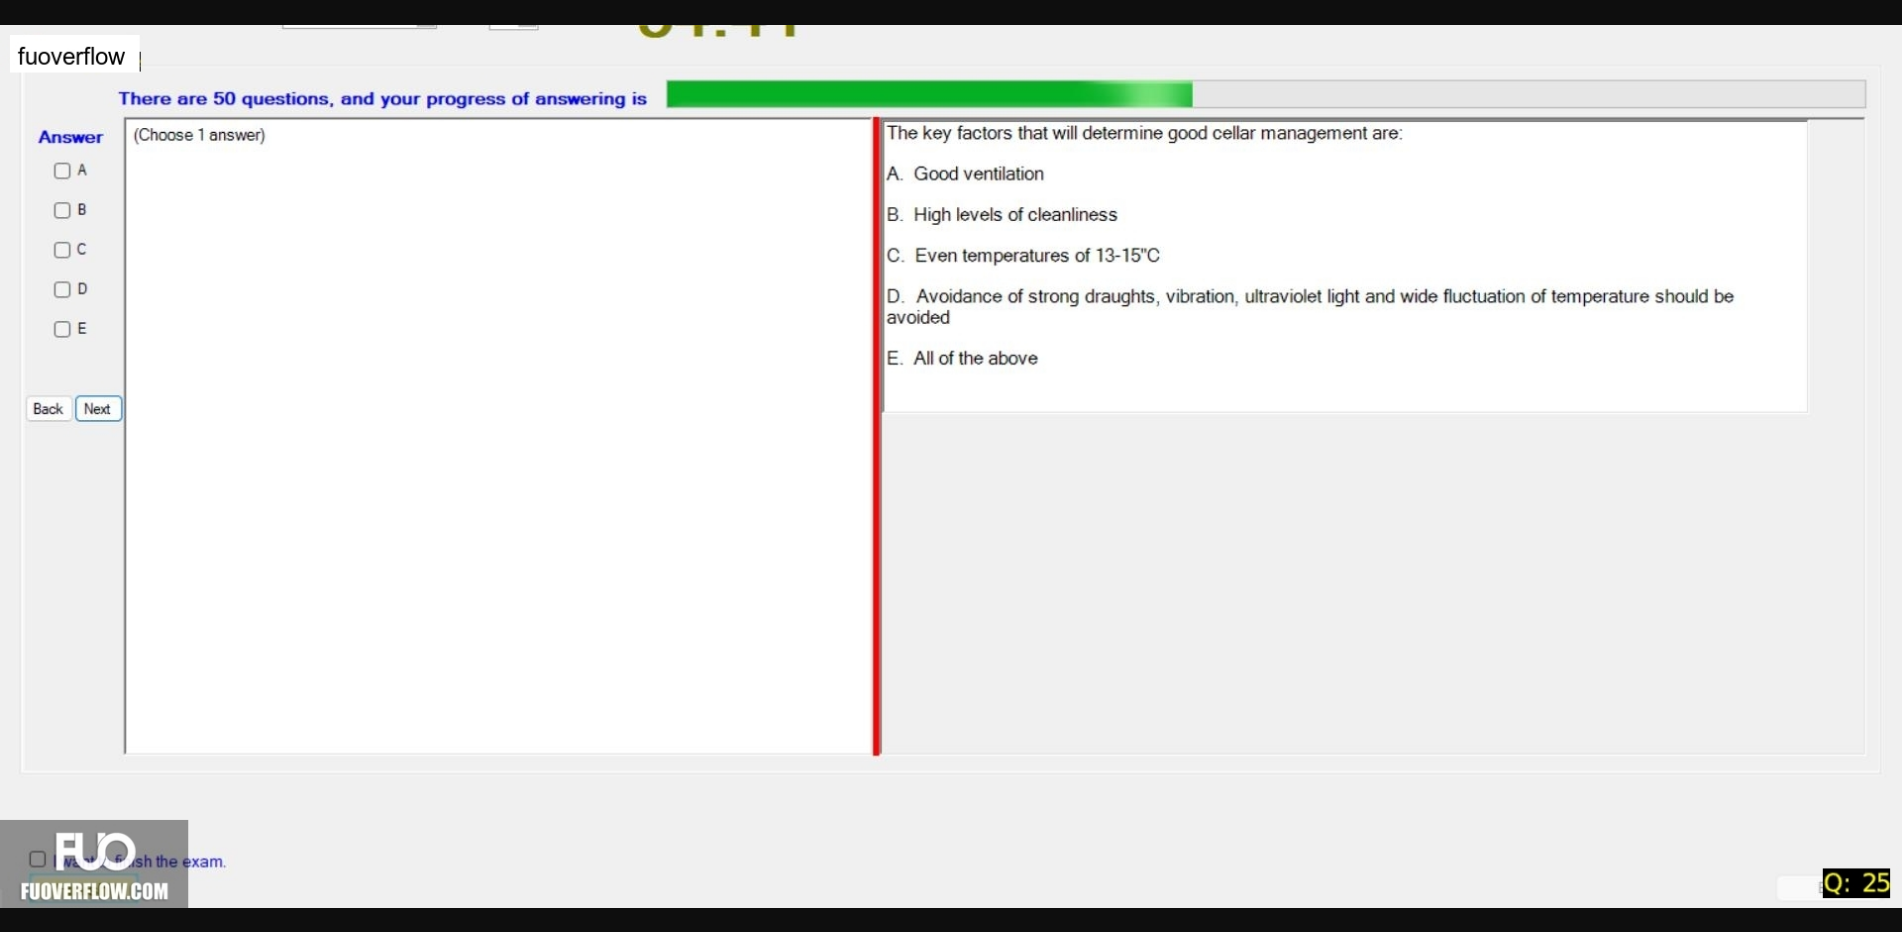 fuoverflow
There are 50 questions, and your progress of answering is
Answer
(Choose 1 answer)
A
B
C
D
E
Back
Next
The key factors that will determine good cellar management are:
A. Good ventilation
B. High levels of cleanliness
C. Even temperatures of 13-15"C
D. Avoidance of strong draughts, vibration, ultraviolet light and wide fluctuation of temperature should be
avoided
E. All of the above
FUO
the exam.
FUOVERFLOW.COM
Q: 25